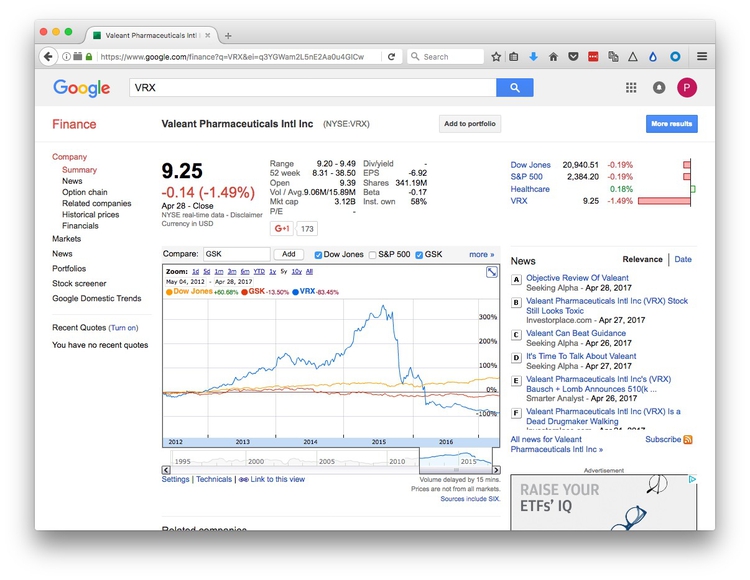 Valeant Pharmaceuticals Intl I
https://www.google.com/finance?q=VRX&ei=q3YGWam2L5nE2Aa0u4GICw
Search
Google
VRX
P
Finance
Valeant Pharmaceuticals Intl Inc (NYSE:VRX)
Add to portfolio
More results
Company
Summary
News
Option chain
Related companies
Historical prices
Financials
Markets
News
Portfolios
Stock screener
Google Domestic Trends
Recent Quotes (Turn on)
You have no recent quotes
9.25
-0.14 (-1.49%)
Apr 28 - Close
NYSE real-time data - Disclaimer
Currency in USD
Range 9.20 - 9.49
52 week 8.31 - 38.50
Open 9.39
Vol / Avg. 9.06M/15.89M
Mkt cap 3.12B
P/E -
Div/yield -
EPS -6.92
Shares 341.19M
Beta -0.17
Inst. own 58%
G+1 173
Dow Jones 20,940.51 -0.19%
S&P 500 2,384.20 -0.19%
Healthcare 0.18%
VRX 9.25 -1.49%
Compare: GSK Add Dow Jones S&P 500 GSK more »
Zoom: 1d 5d 1m 3m 6m YTD 1y 5y 10y All
May 04, 2012 - Apr 28, 2017
Dow Jones +60.68% GSK -13.50% VRX -83.45%
300%
200%
100%
0%
-100%
2012 2013 2014 2015 2016
1995 2000 2005 2010 2015
Settings | Technicals | Link to this view
Volume delayed by 15 mins.
Prices are not from all markets.
Sources include SIX.
Related companies
News Relevance | Date
A Objective Review Of Valeant
Seeking Alpha - Apr 28, 2017
B Valeant Pharmaceuticals Intl Inc (VRX) Stock
Still Looks Toxic
Investorplace.com - Apr 27, 2017
C Valeant Can Beat Guidance
Seeking Alpha - Apr 26, 2017
D It's Time To Talk About Valeant
Seeking Alpha - Apr 27, 2017
E Valeant Pharmaceuticals Intl Inc's (VRX)
Bausch + Lomb Announces 510(k ...
Smarter Analyst - Apr 26, 2017
F Valeant Pharmaceuticals Intl Inc (VRX) Is a
Dead Drugmaker Walking
All news for Valeant
Pharmaceuticals Intl Inc »
Subscribe
Advertisement
RAISE YOUR
ETFs' IQ